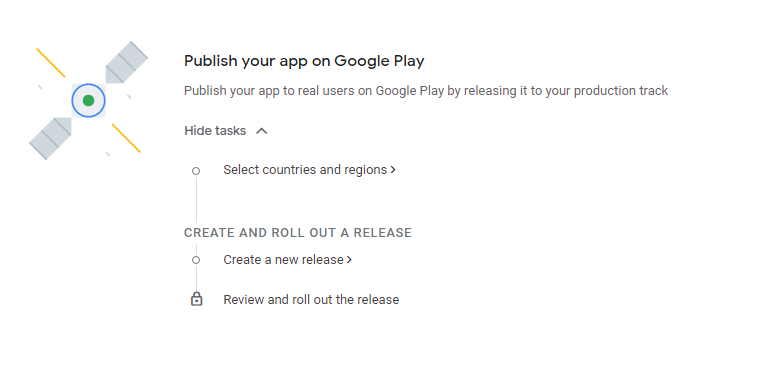 Publish your app on Google Play
Publish your app to real users on Google Play by releasing it to your production track
Hide tasks
Select countries and regions
CREATE AND ROLL OUT A RELEASE
Create a new release
Review and roll out the release